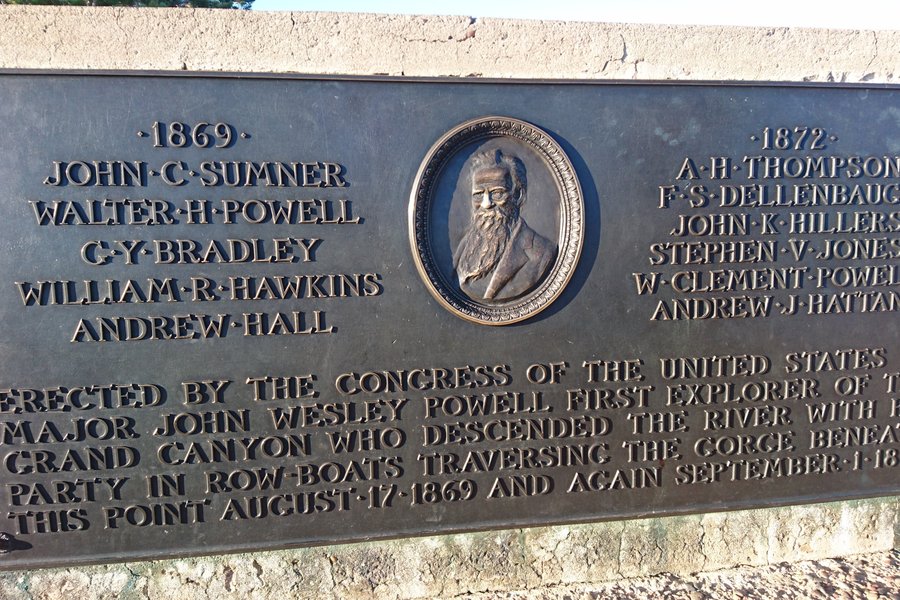 ·1869·
JOHN·C·SUMNER
WALTER·H·POWELL
G·Y·BRADLEY
WILLIAM·R·HAWKINS
ANDREW·HALL
·1872·
A·H·THOMPSON
F·S·DELLENBAUG
JOHN·K·HILLERS
STEPHEN·V·JONES
W·CLEMENT·POWELL
ANDREW·J·HATTAN
ERECTED BY THE CONGRESS OF THE UNITED STATES
MAJOR JOHN WESLEY POWELL FIRST EXPLORER OF
GRAND CANYON WHO DESCENDED THE RIVER WITH
PARTY IN ROW-BOATS TRAVERSING THE GORGE BENEAT
THIS POINT AUGUST·17·1869 AND AGAIN SEPTEMBER·1·18